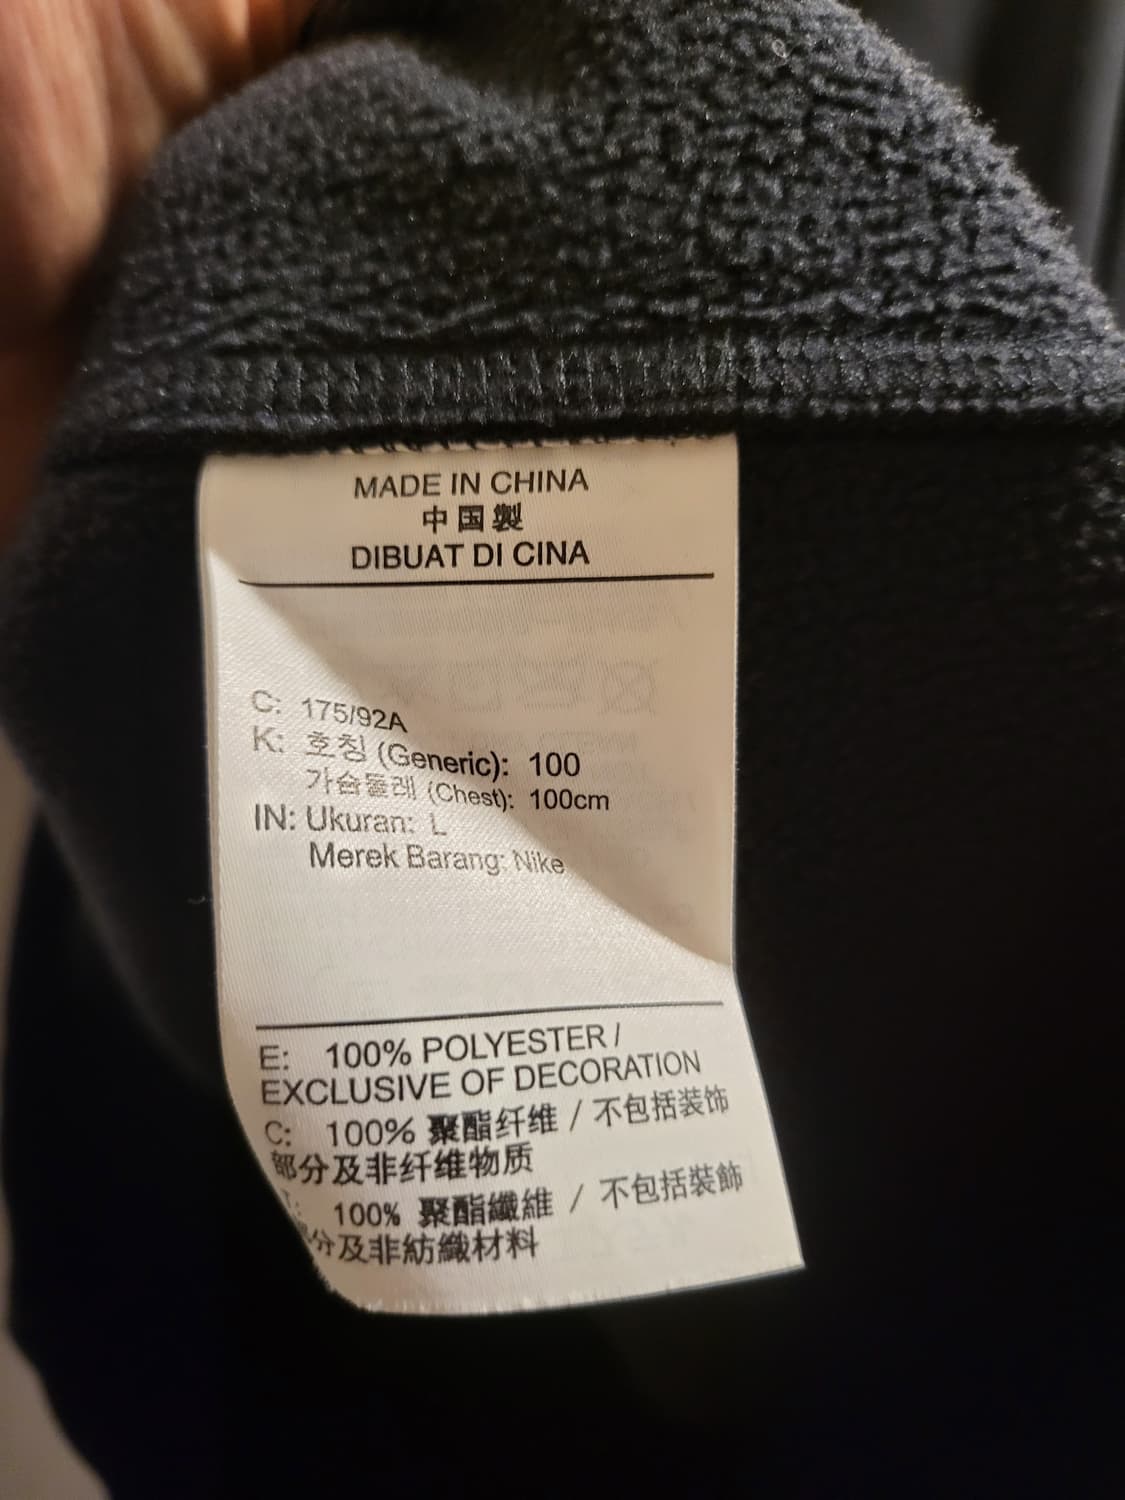 MADE IN CHINA
中国製
DIBUAT DI CINA
C: 175/92A
K: 호칭 (Generic): 100
가슴둘레 (Chest): 100cm
IN: Ukuran: L
Merek Barang: Nike
E: 100% POLYESTER /
EXCLUSIVE OF DECORATION
C: 100% 聚酯纤维 / 不包括装饰
部分及非纤维物质
T: 100% 聚酯纖維 / 不包括裝飾
部分及非紡織材料